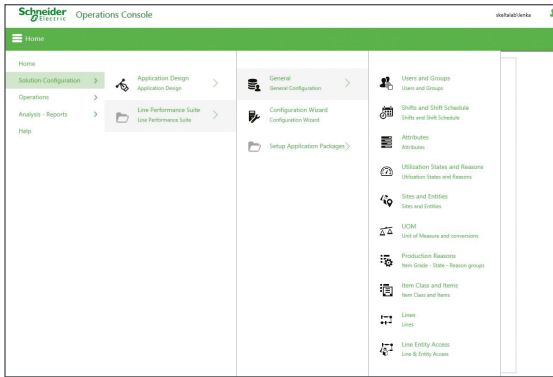 Schneider Electric
Operations Console
skeltalab\lenka
Home
Home
Solution Configuration
Operations
Analysis - Reports
Help
Application Design
Application Design
Line Performance Suite
Line Performance Suite
General
General Configuration
Configuration Wizard
Configuration Wizard
Setup Application Packages
Users and Groups
Users and Groups
Shifts and Shift Schedule
Shifts and Shift Schedule
Attributes
Attributes
Utilization States and Reasons
Utilization States and Reasons
Sites and Entities
Sites and Entities
UOM
Unit of Measure and conversions
Production Reasons
Item Grade - State - Reason groups
Item Class and Items
Item Class and Items
Lines
Lines
Line Entity Access
Line & Entity Access